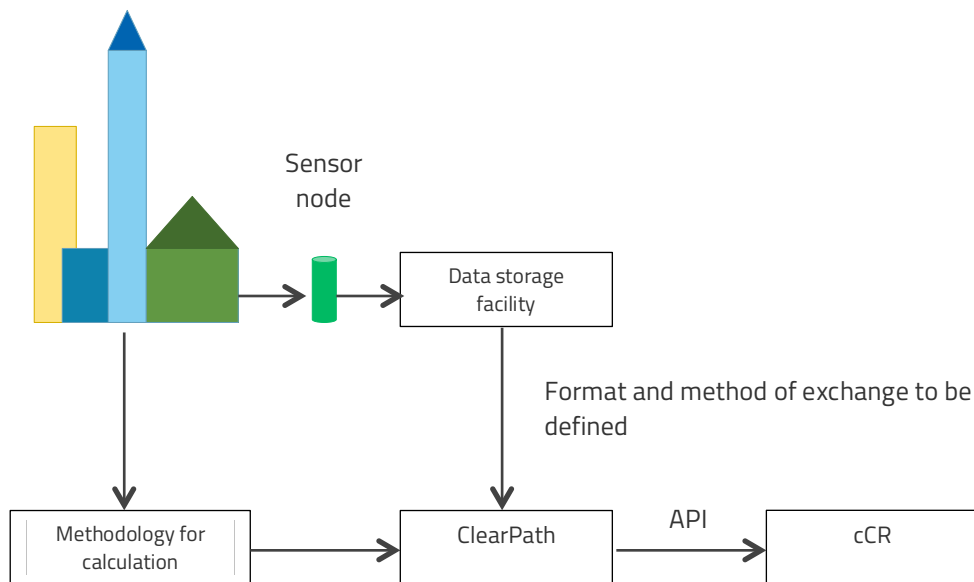 Sensor
node
Data storage
facility
Format and method of exchange to be
defined
Methodology for
calculation
ClearPath
API
cCR